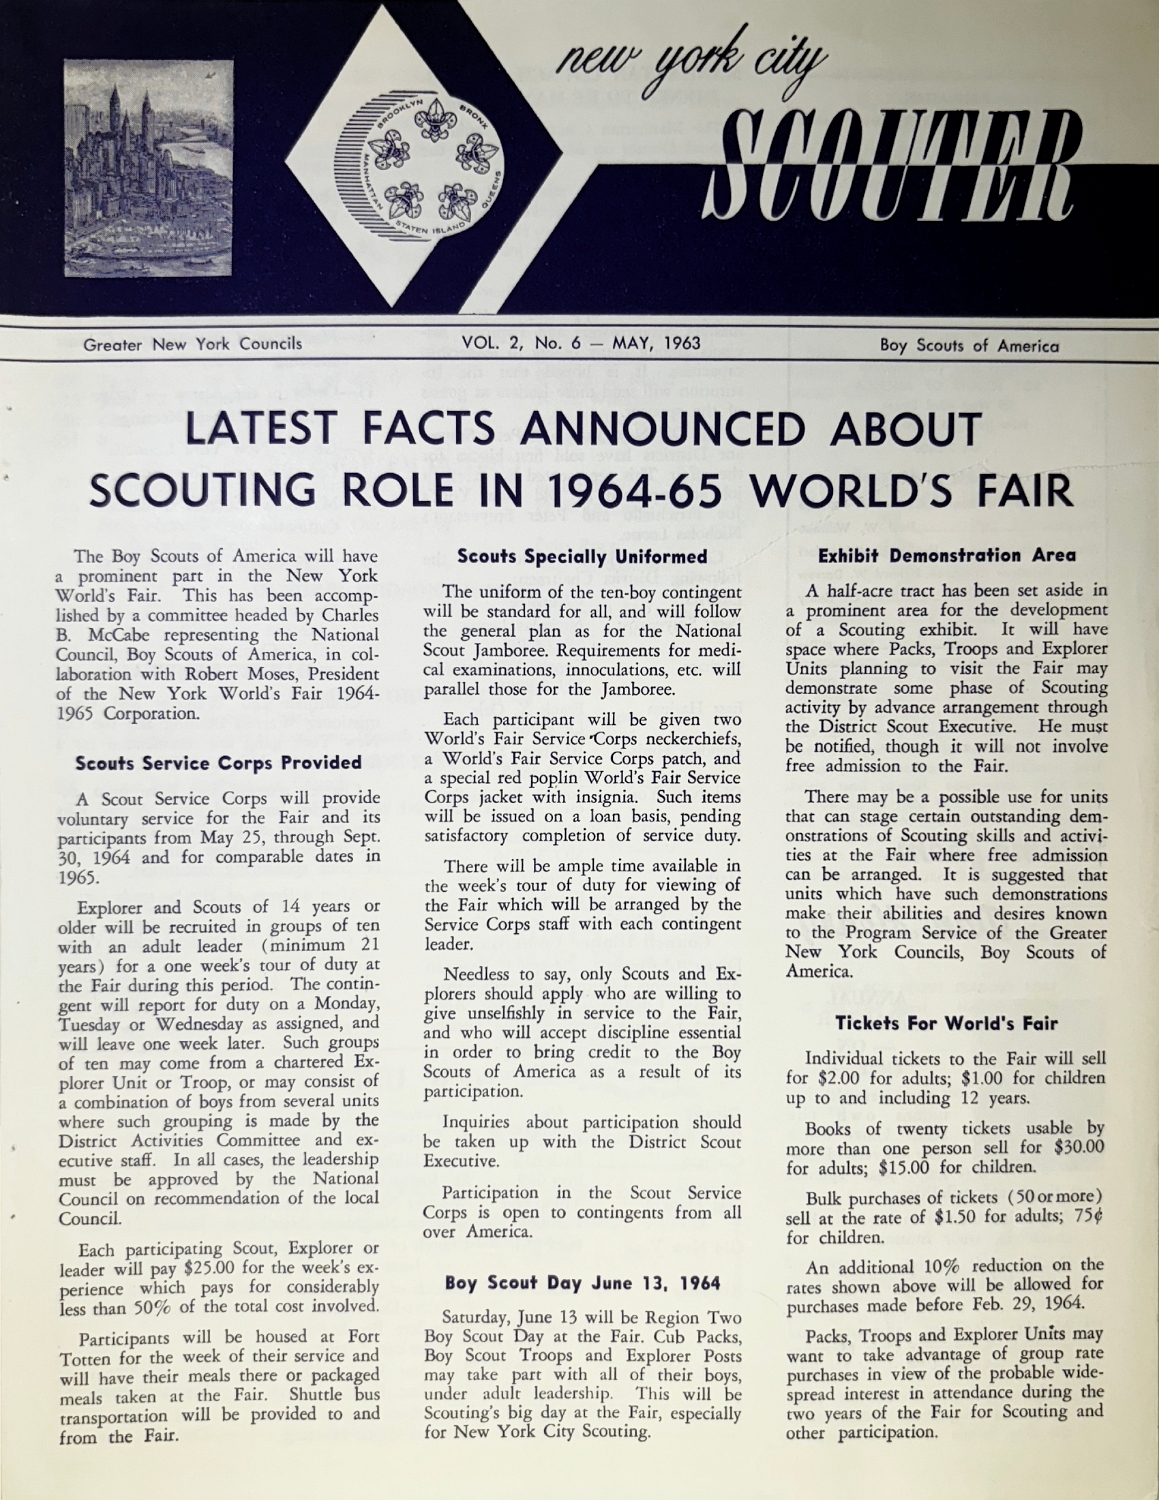 new york city
SCOUTER
BROOKLYN
BRONX
MANHATTAN
QUEENS
STATEN ISLAND
Greater New York Councils
VOL. 2, No. 6 — MAY, 1963
Boy Scouts of America
LATEST FACTS ANNOUNCED ABOUT
SCOUTING ROLE IN 1964-65 WORLD'S FAIR
The Boy Scouts of America will have
a prominent part in the New York
World's Fair. This has been accomp-
lished by a committee headed by Charles
B. McCabe representing the National
Council, Boy Scouts of America, in col-
laboration with Robert Moses, President
of the New York World's Fair 1964-
1965 Corporation.
Scouts Service Corps Provided
A Scout Service Corps will provide
voluntary service for the Fair and its
participants from May 25, through Sept.
30, 1964 and for comparable dates in
1965.
Explorer and Scouts of 14 years or
older will be recruited in groups of ten
with an adult leader (minimum 21
years) for a one week's tour of duty at
the Fair during this period. The contin-
gent will report for duty on a Monday,
Tuesday or Wednesday as assigned, and
will leave one week later. Such groups
of ten may come from a chartered Ex-
plorer Unit or Troop, or may consist of
a combination of boys from several units
where such grouping is made by the
District Activities Committee and ex-
ecutive staff. In all cases, the leadership
must be approved by the National
Council on recommendation of the local
Council.
Each participating Scout, Explorer or
leader will pay $25.00 for the week's ex-
perience which pays for considerably
less than 50% of the total cost involved.
Participants will be housed at Fort
Totten for the week of their service and
will have their meals there or packaged
meals taken at the Fair. Shuttle bus
transportation will be provided to and
from the Fair.
Scouts Specially Uniformed
The uniform of the ten-boy contingent
will be standard for all, and will follow
the general plan as for the National
Scout Jamboree. Requirements for medi-
cal examinations, innoculations, etc. will
parallel those for the Jamboree.
Each participant will be given two
World's Fair Service Corps neckerchiefs,
a World's Fair Service Corps patch, and
a special red poplin World's Fair Service
Corps jacket with insignia. Such items
will be issued on a loan basis, pending
satisfactory completion of service duty.
There will be ample time available in
the week's tour of duty for viewing of
the Fair which will be arranged by the
Service Corps staff with each contingent
leader.
Needless to say, only Scouts and Ex-
plorers should apply who are willing to
give unselfishly in service to the Fair,
and who will accept discipline essential
in order to bring credit to the Boy
Scouts of America as a result of its
participation.
Inquiries about participation should
be taken up with the District Scout
Executive.
Participation in the Scout Service
Corps is open to contingents from all
over America.
Boy Scout Day June 13, 1964
Saturday, June 13 will be Region Two
Boy Scout Day at the Fair. Cub Packs,
Boy Scout Troops and Explorer Posts
may take part with all of their boys,
under adult leadership. This will be
Scouting's big day at the Fair, especially
for New York City Scouting.
Exhibit Demonstration Area
A half-acre tract has been set aside in
a prominent area for the development
of a Scouting exhibit. It will have
space where Packs, Troops and Explorer
Units planning to visit the Fair may
demonstrate some phase of Scouting
activity by advance arrangement through
the District Scout Executive. He must
be notified, though it will not involve
free admission to the Fair.
There may be a possible use for units
that can stage certain outstanding dem-
onstrations of Scouting skills and activi-
ties at the Fair where free admission
can be arranged. It is suggested that
units which have such demonstrations
make their abilities and desires known
to the Program Service of the Greater
New York Councils, Boy Scouts of
America.
Tickets For World's Fair
Individual tickets to the Fair will sell
for $2.00 for adults; $1.00 for children
up to and including 12 years.
Books of twenty tickets usable by
more than one person sell for $30.00
for adults; $15.00 for children.
Bulk purchases of tickets (50 or more)
sell at the rate of $1.50 for adults; 75¢
for children.
An additional 10% reduction on the
rates shown above will be allowed for
purchases made before Feb. 29, 1964.
Packs, Troops and Explorer Units may
want to take advantage of group rate
purchases in view of the probable wide-
spread interest in attendance during the
two years of the Fair for Scouting and
other participation.